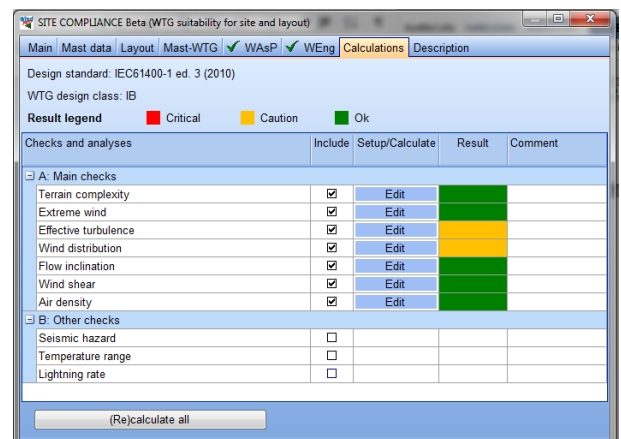 SITE COMPLIANCE Beta (WTG suitability for site and layout)
Main Mast data Layout Mast-WTG WAsP WEng Calculations Description
Design standard: IEC61400-1 ed. 3 (2010)
WTG design class: IB
Result legend Critical Caution Ok
Checks and analyses Include Setup/Calculate Result Comment
A: Main checks
Terrain complexity Edit
Extreme wind Edit
Effective turbulence Edit
Wind distribution Edit
Flow inclination Edit
Wind shear Edit
Air density Edit
B: Other checks
Seismic hazard
Temperature range
Lightning rate
(Re)calculate all